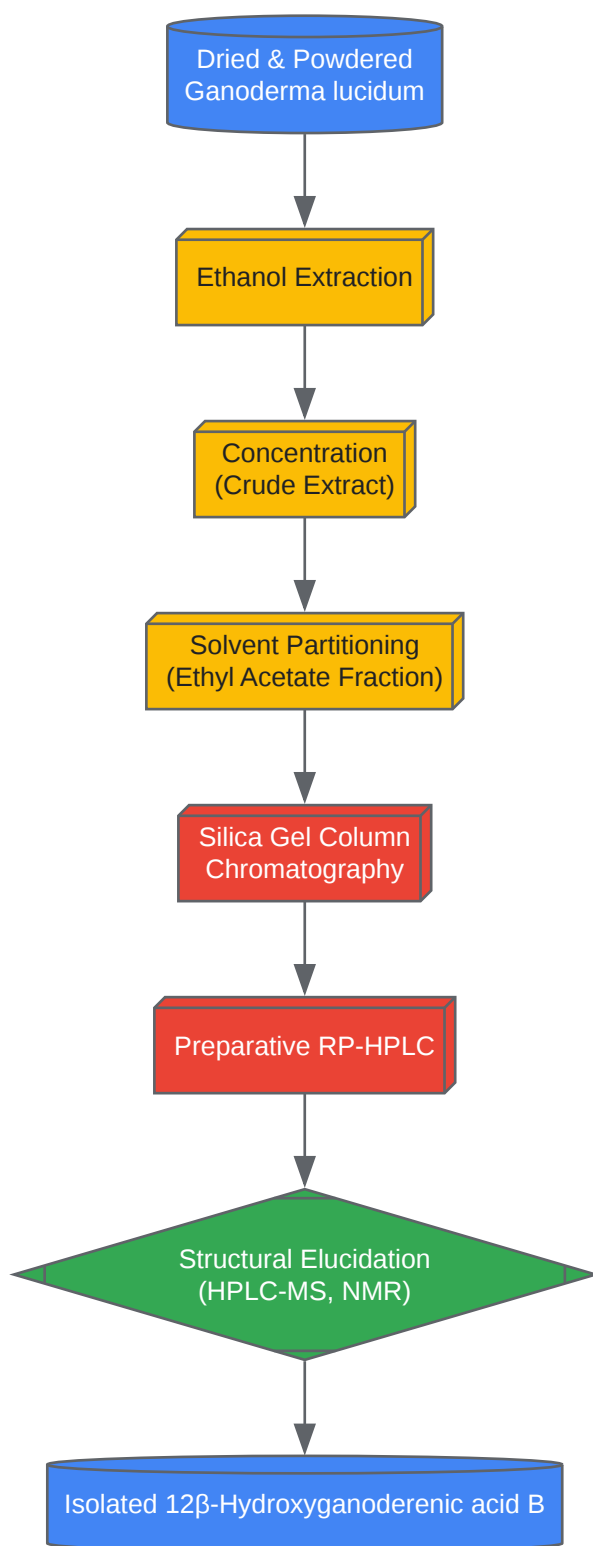 Dried & Powdered
Ganoderma lucidum
Ethanol Extraction
Concentration
(Crude Extract)
Solvent Partitioning
(Ethyl Acetate Fraction)
Silica Gel Column
Chromatography
Preparative RP-HPLC
Structural Elucidation
(HPLC-MS, NMR)
Isolated 12β-Hydroxyganoderenic acid B